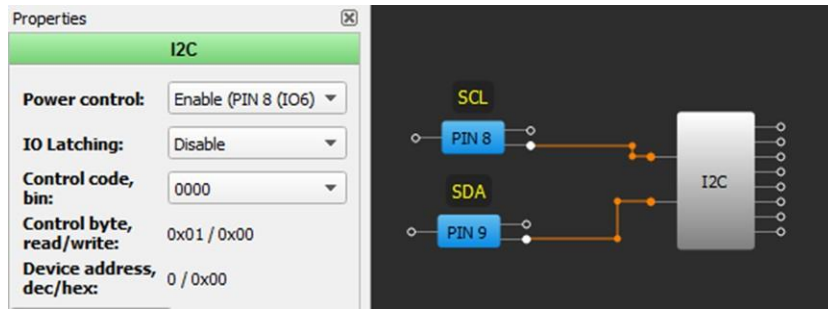 Properties
I2C
Power control: Enable (PIN 8 (IO6)
IO Latching: Disable
Control code,
bin: 0000
Control byte,
read/write: 0x01 / 0x00
Device address,
dec/hex: 0 / 0x00
SCL
PIN 8
SDA
PIN 9
I2C